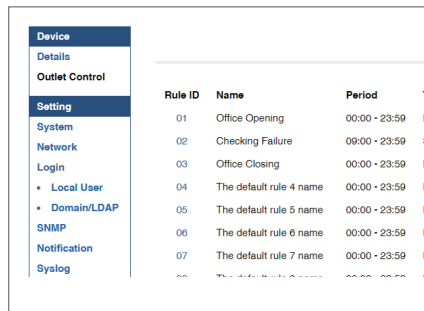 Device
Details
Outlet Control
Setting
System
Network
Login
• Local User
• Domain/LDAP
SNMP
Notification
Syslog
Rule ID Name Period
01 Office Opening 00:00 - 23:59
02 Checking Failure 09:00 - 23:59
03 Office Closing 00:00 - 23:59
04 The default rule 4 name 00:00 - 23:59
05 The default rule 5 name 00:00 - 23:59
06 The default rule 6 name 00:00 - 23:59
07 The default rule 7 name 00:00 - 23:59